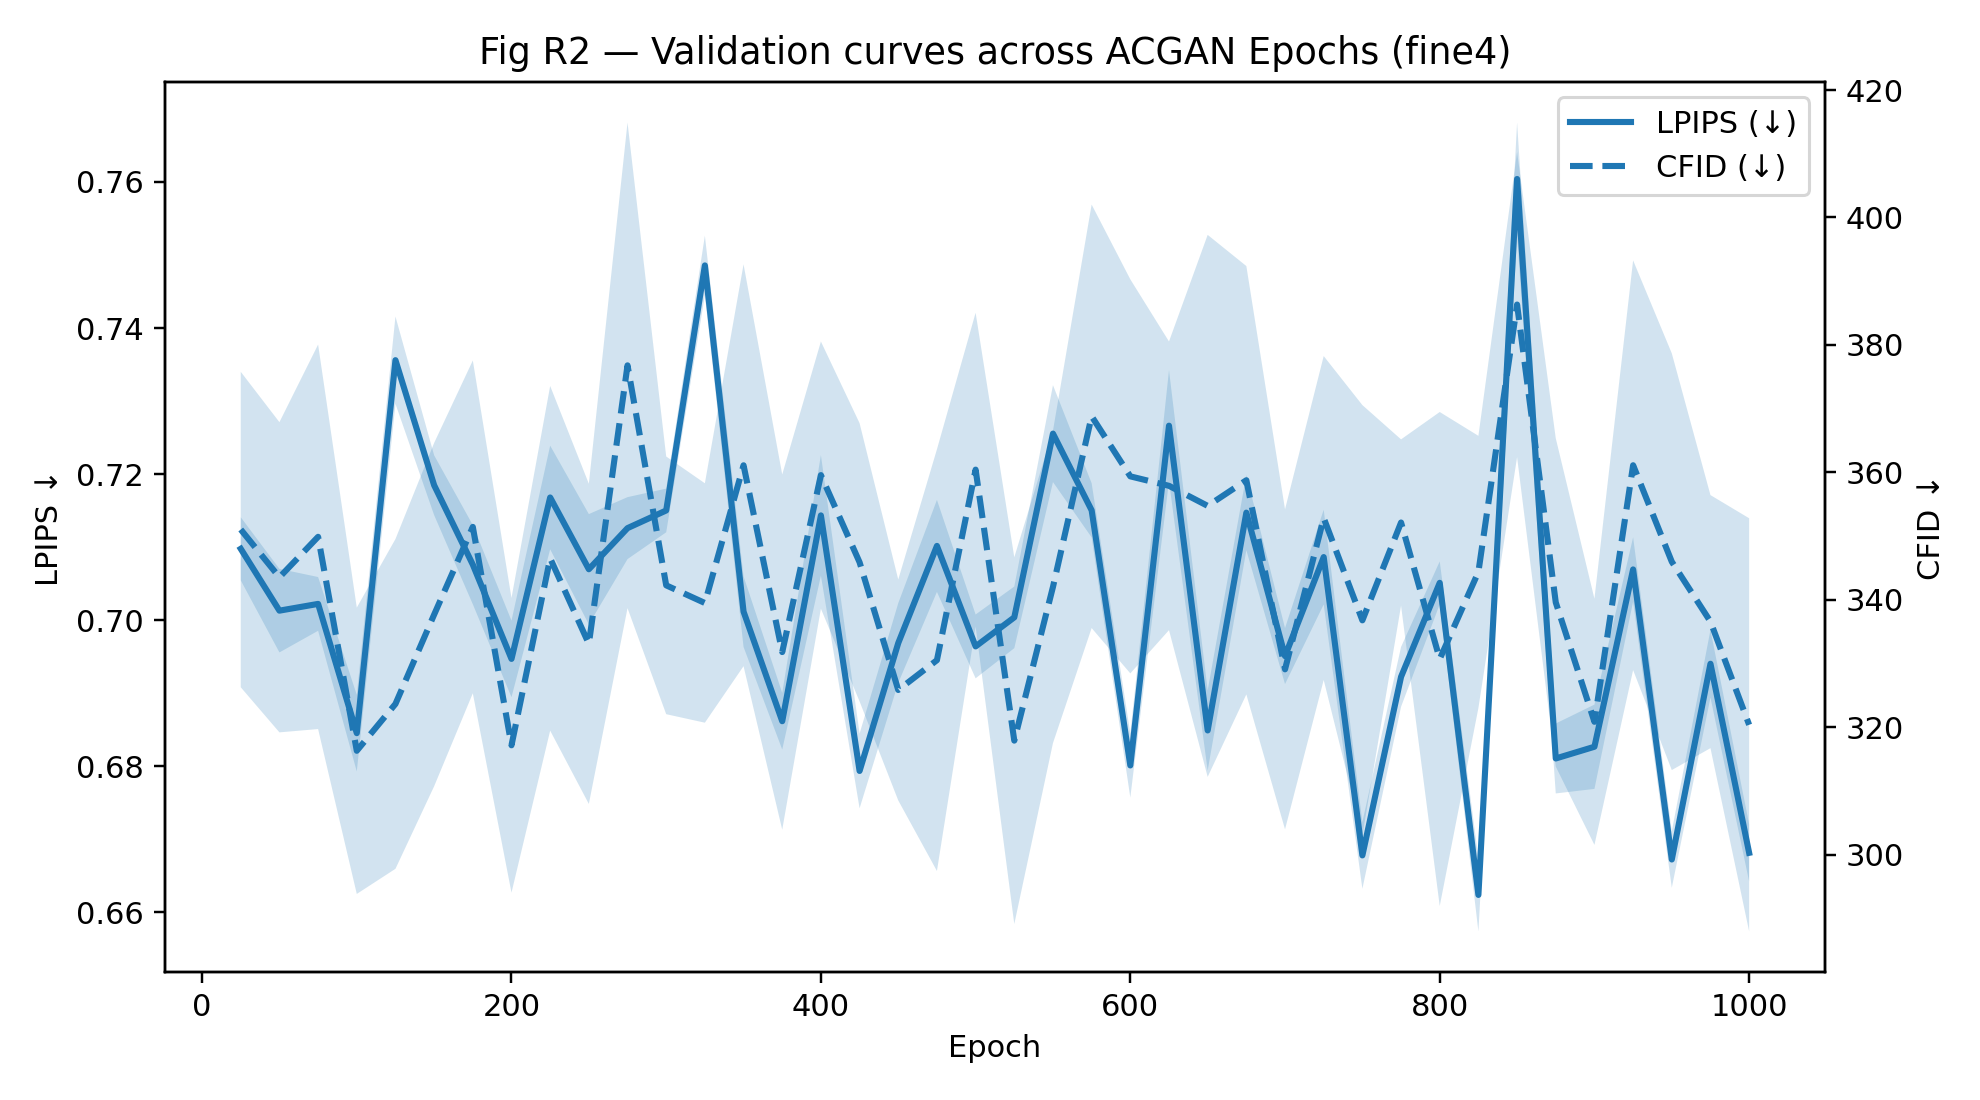 Fig R2 — Validation curves across ACGAN Epochs (fine4)
LPIPS (↓)
CFID (↓)
LPIPS ↓
0.76
0.74
0.72
0.70
0.68
0.66
420
400
380
360
340
320
300
CFID ↓
0 200 400 600 800 1000
Epoch